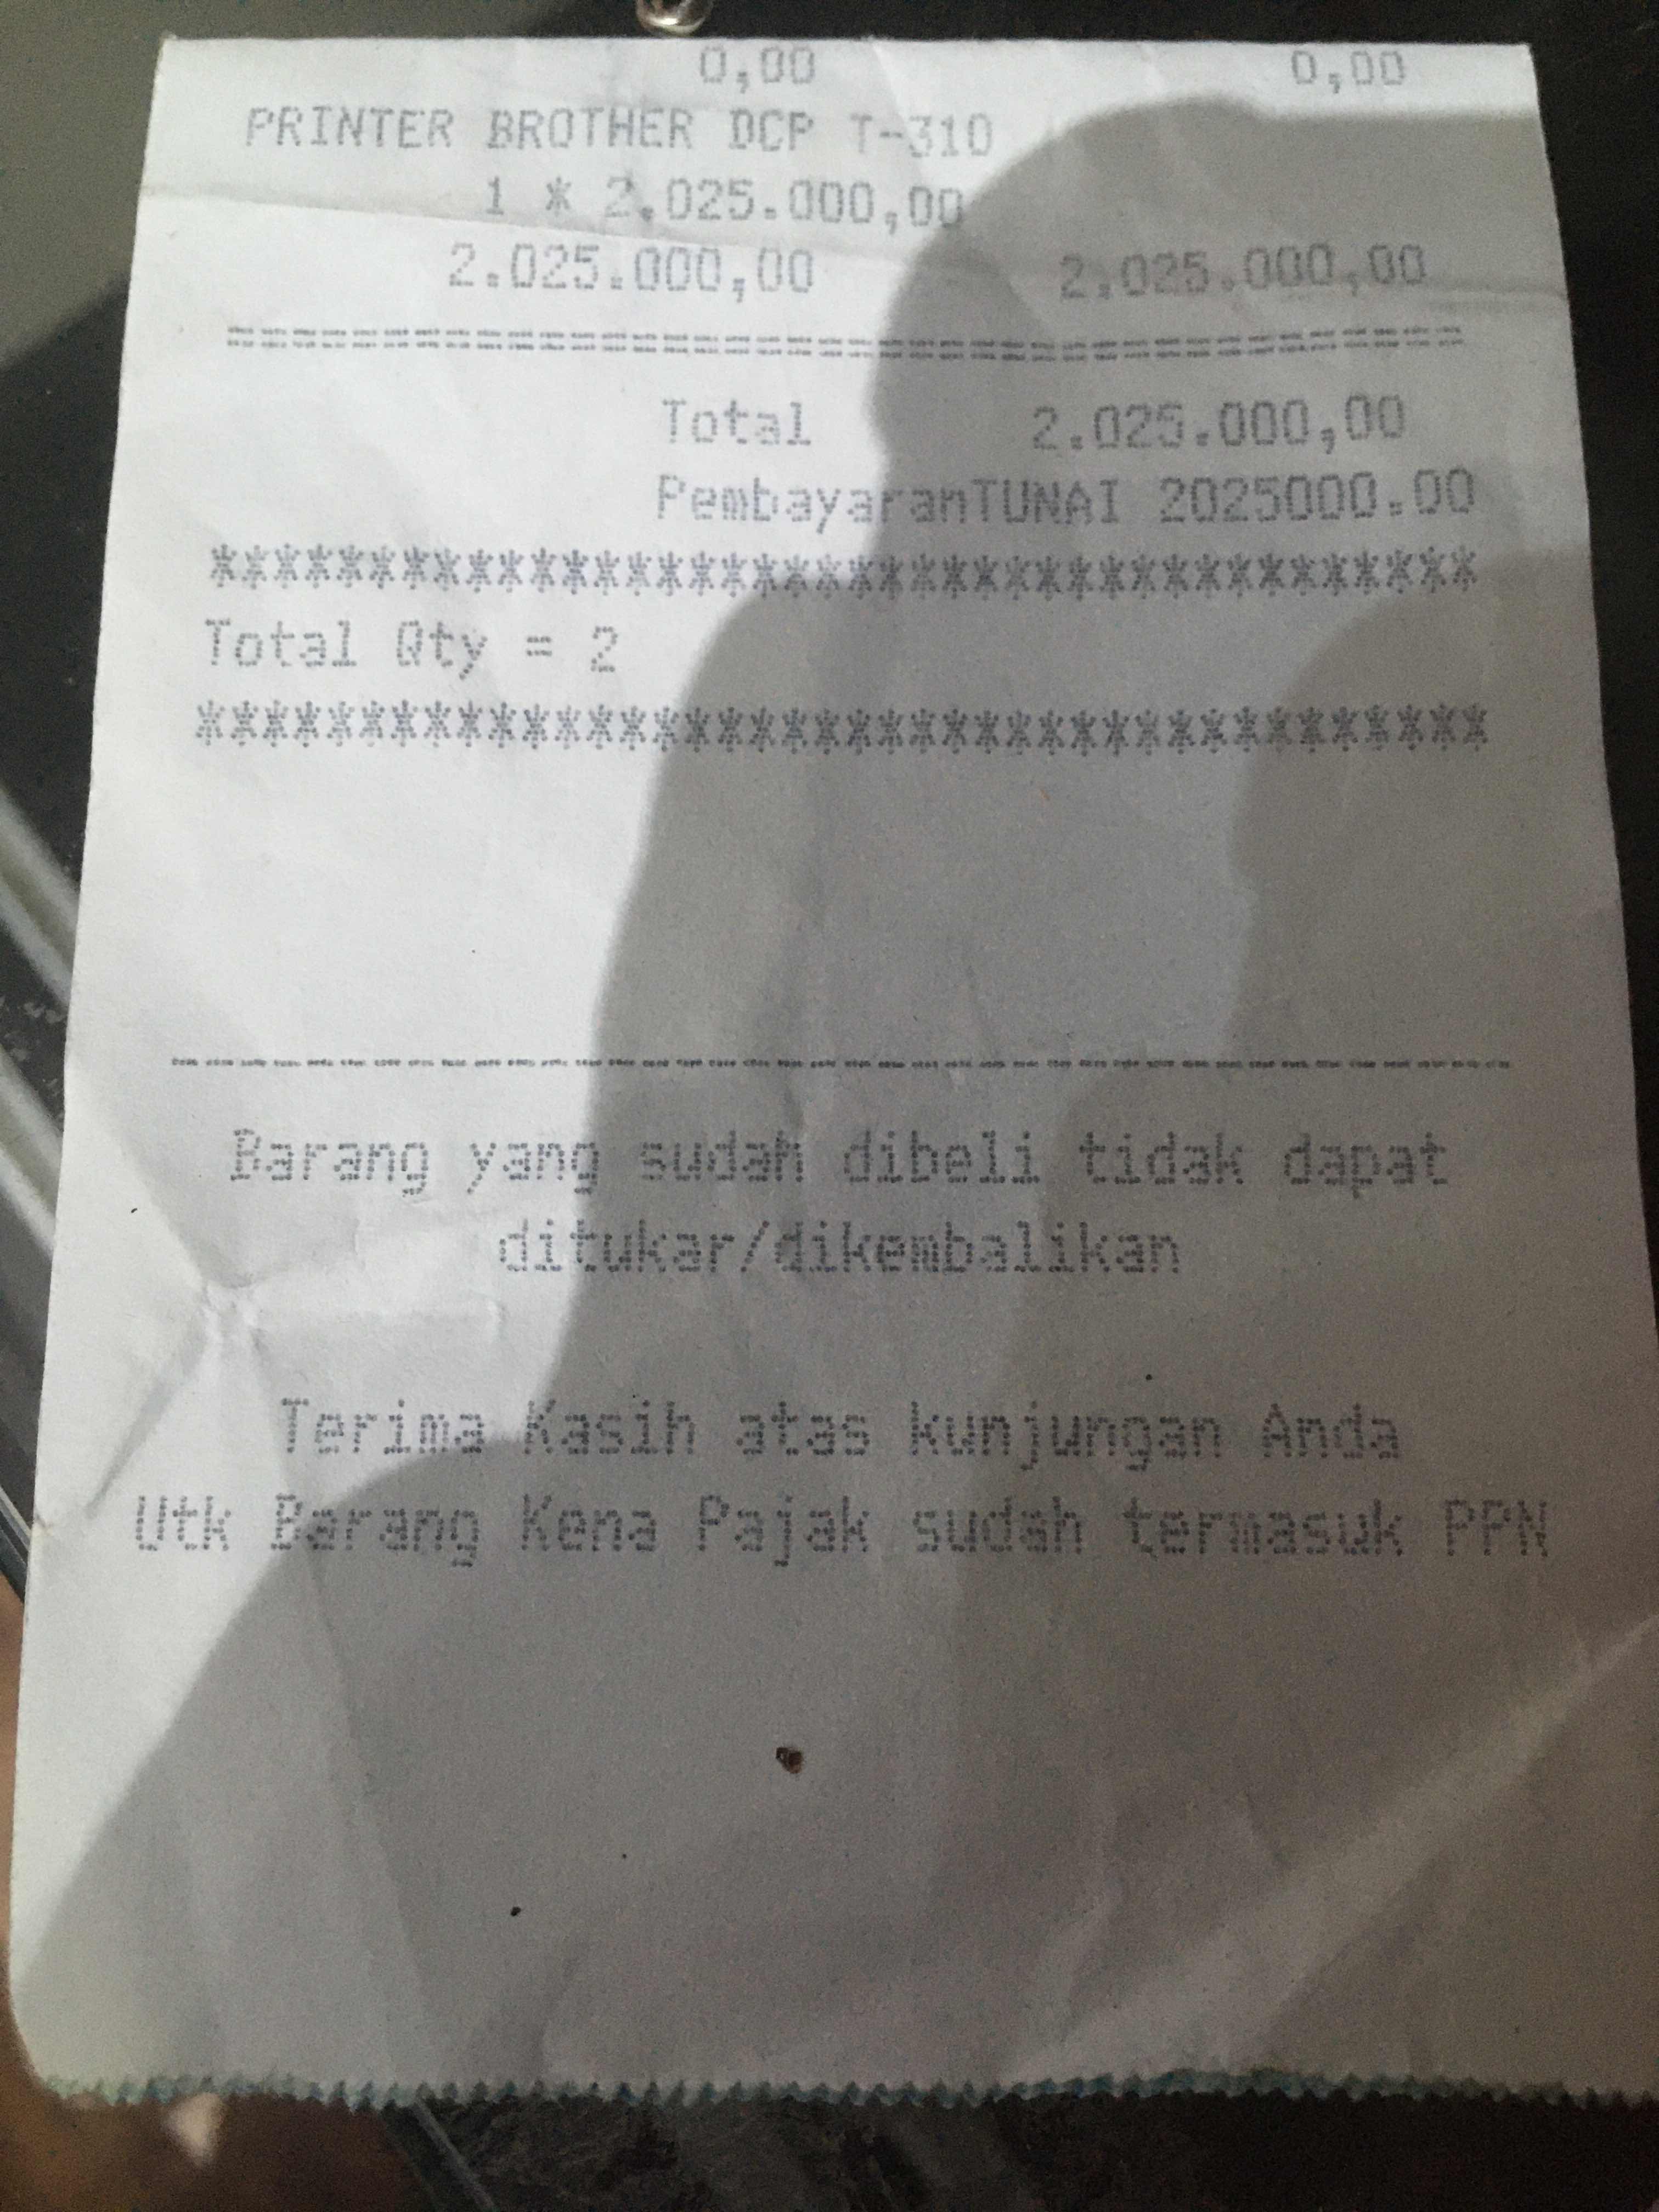 0,00 0,00
PRINTER BROTHER DCP T-310
1 * 2.025.000,00
2.025.000,00 2.025.000,00
=======================================
Total 2.025.000,00
PembayaranTUNAI 2025000.00
****************************************
Total Qty = 2
****************************************
----------------------------------------
Barang yang sudah dibeli tidak dapat
ditukar/dikembalikan
Terima Kasih atas Kunjungan Anda
Utk Barang Kena Pajak sudah termasuk PPN